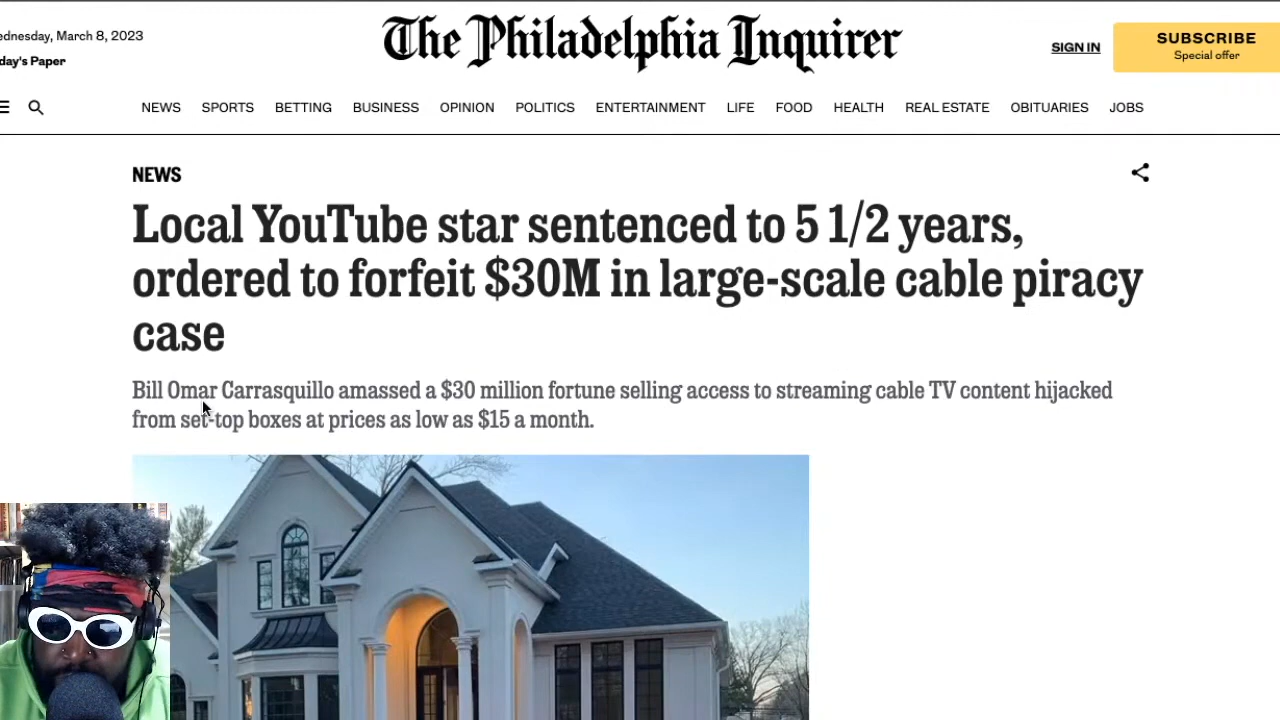 ednesday, March 8, 2023
day's Paper
The Philadelphia Inquirer
SIGN IN
SUBSCRIBE
Special offer
NEWS SPORTS BETTING BUSINESS OPINION POLITICS ENTERTAINMENT LIFE FOOD HEALTH REAL ESTATE OBITUARIES JOBS
NEWS
Local YouTube star sentenced to 5 1/2 years,
ordered to forfeit $30M in large-scale cable piracy
case
Bill Omar Carrasquillo amassed a $30 million fortune selling access to streaming cable TV content hijacked
from set-top boxes at prices as low as $15 a month.